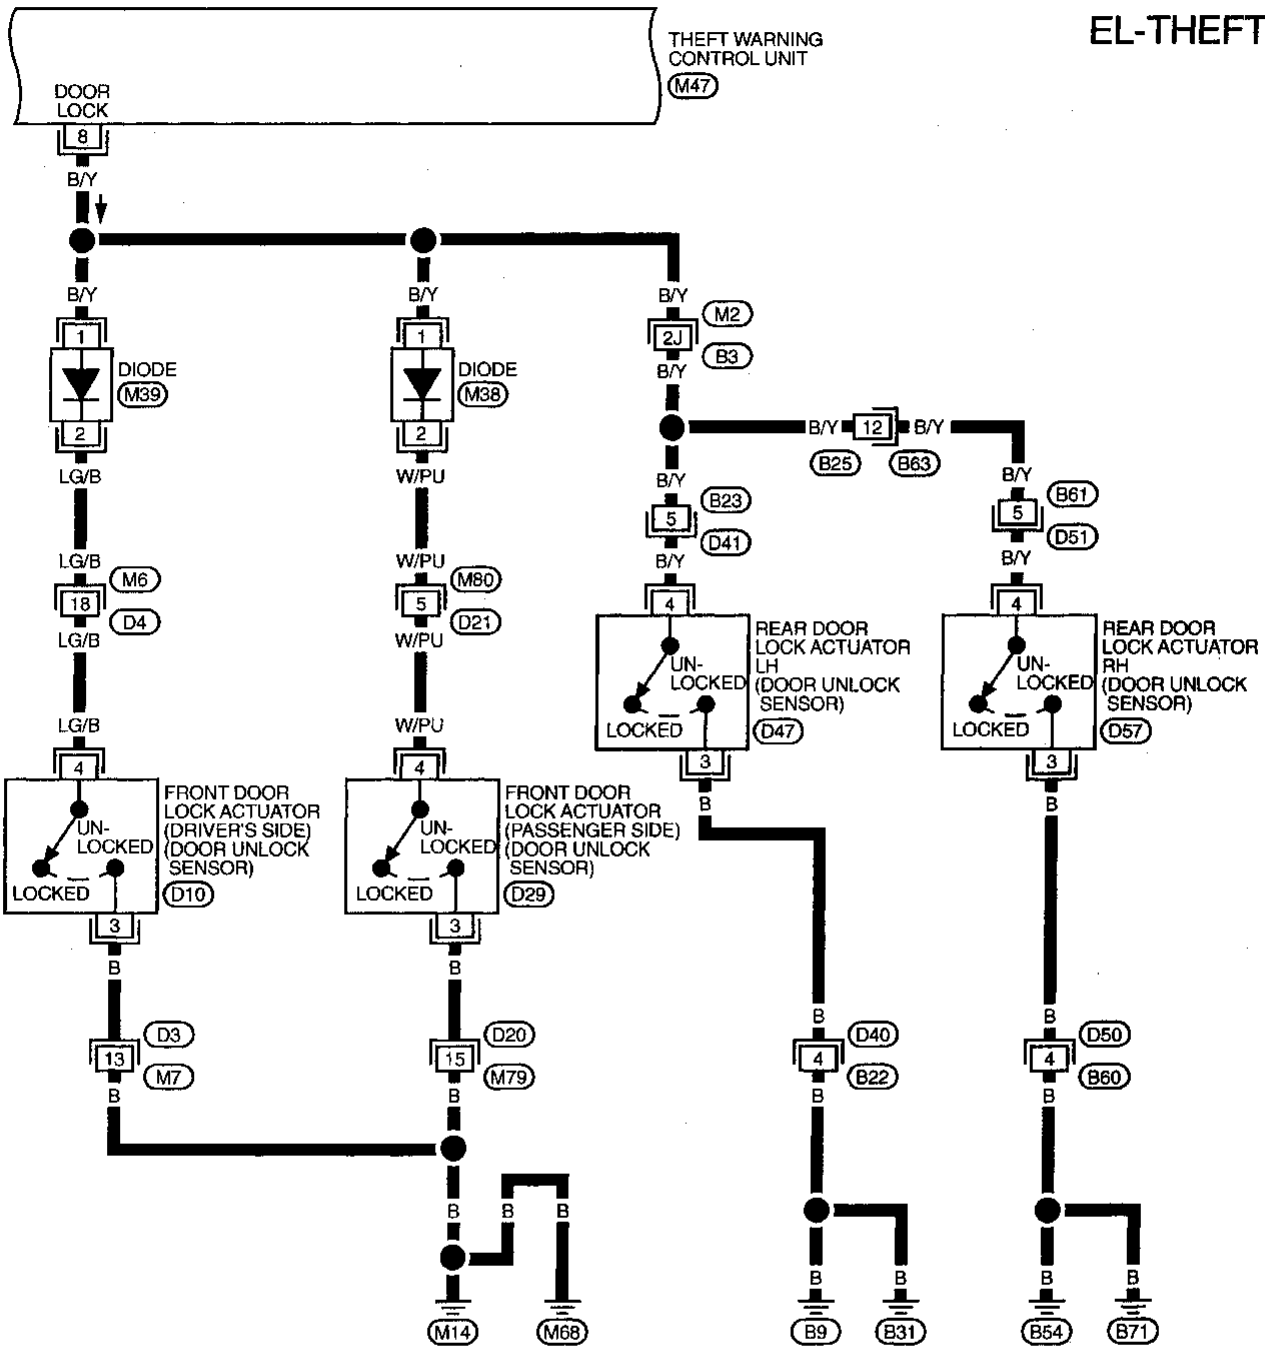 EL-THEFT
THEFT WARNING
CONTROL UNIT
M47
DOOR
LOCK
8
B/Y
B/Y
B/Y
B/Y
1
1
M2
2J
B3
DIODE
M39
DIODE
M38
B/Y
2
2
B/Y
12
B/Y
B25
B63
LG/B
W/PU
B/Y
B/Y
B23
5
D41
B61
5
D51
LG/B
W/PU
B/Y
B/Y
M6
18
D4
M80
5
D21
4
4
LG/B
W/PU
REAR DOOR
LOCK ACTUATOR
LH
(DOOR UNLOCK
SENSOR)
D47
UN-
LOCKED
LOCKED
REAR DOOR
LOCK ACTUATOR
RH
(DOOR UNLOCK
SENSOR)
D57
UN-
LOCKED
LOCKED
LG/B
W/PU
3
3
4
4
B
B
FRONT DOOR
LOCK ACTUATOR
(DRIVER'S SIDE)
(DOOR UNLOCK
SENSOR)
D10
UN-
LOCKED
LOCKED
FRONT DOOR
LOCK ACTUATOR
(PASSENGER SIDE)
(DOOR UNLOCK
SENSOR)
D29
UN-
LOCKED
LOCKED
3
3
B
B
B
B
D3
13
M7
D20
15
M79
D40
4
B22
D50
4
B60
B
B
B
B
B
B
B
B
B
B
B
M14
M68
B9
B31
B54
B71